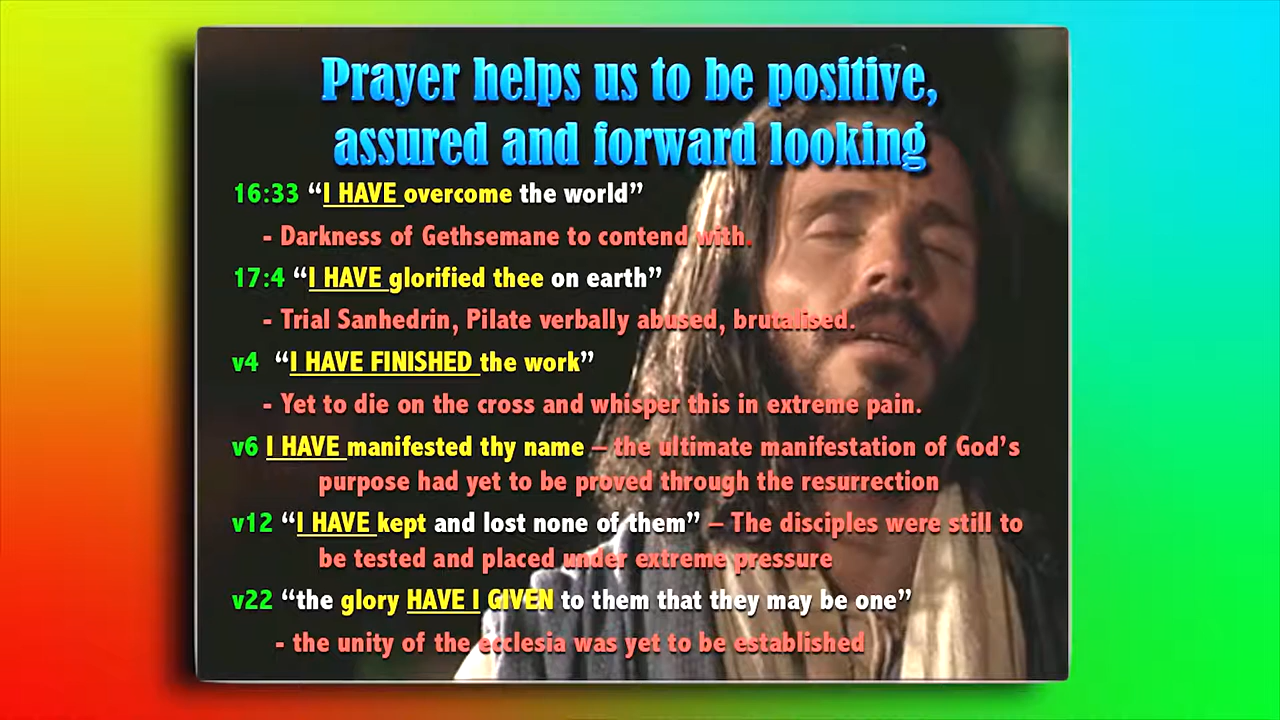 Prayer helps us to be positive,
assured and forward looking
16:33 “I HAVE overcome the world”
- Darkness of Gethsemane to contend with.
17:4 “I HAVE glorified thee on earth”
- Trial Sanhedrin, Pilate verbally abused, brutalised.
v4 “I HAVE FINISHED the work”
- Yet to die on the cross and whisper this in extreme pain.
v6 I HAVE manifested thy name – the ultimate manifestation of God’s
purpose had yet to be proved through the resurrection
v12 “I HAVE kept and lost none of them” – The disciples were still to
be tested and placed under extreme pressure
v22 “the glory HAVE I GIVEN to them that they may be one”
- the unity of the ecclesia was yet to be established